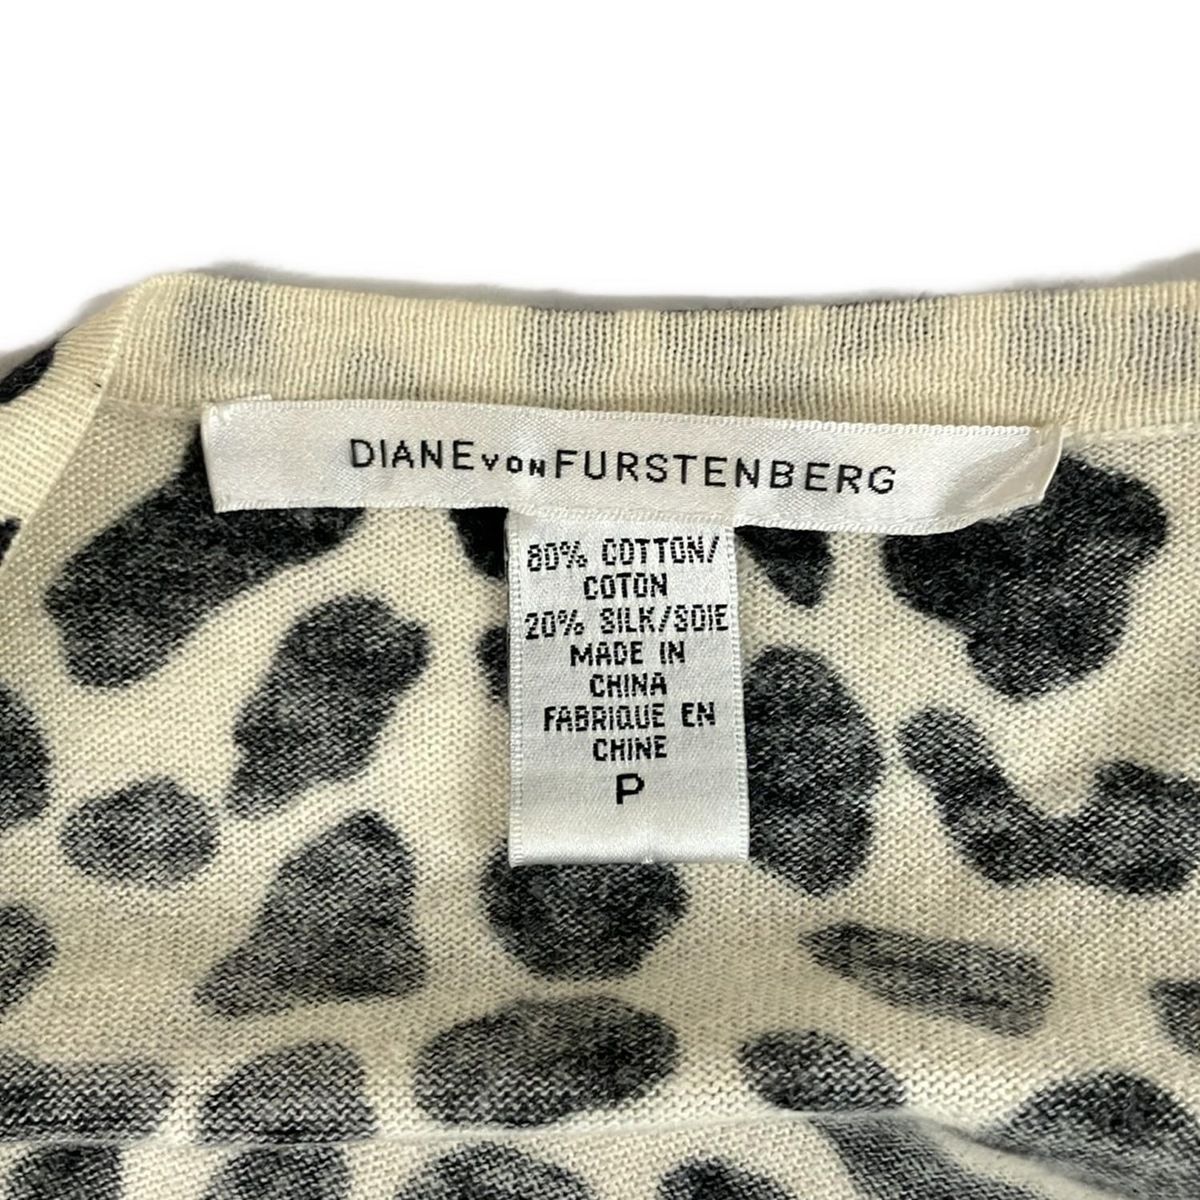 DIANE VON FURSTENBERG
80% COTTON/
COTON
20% SILK/SOIE
MADE IN
CHINA
FABRIQUE EN
CHINE
P